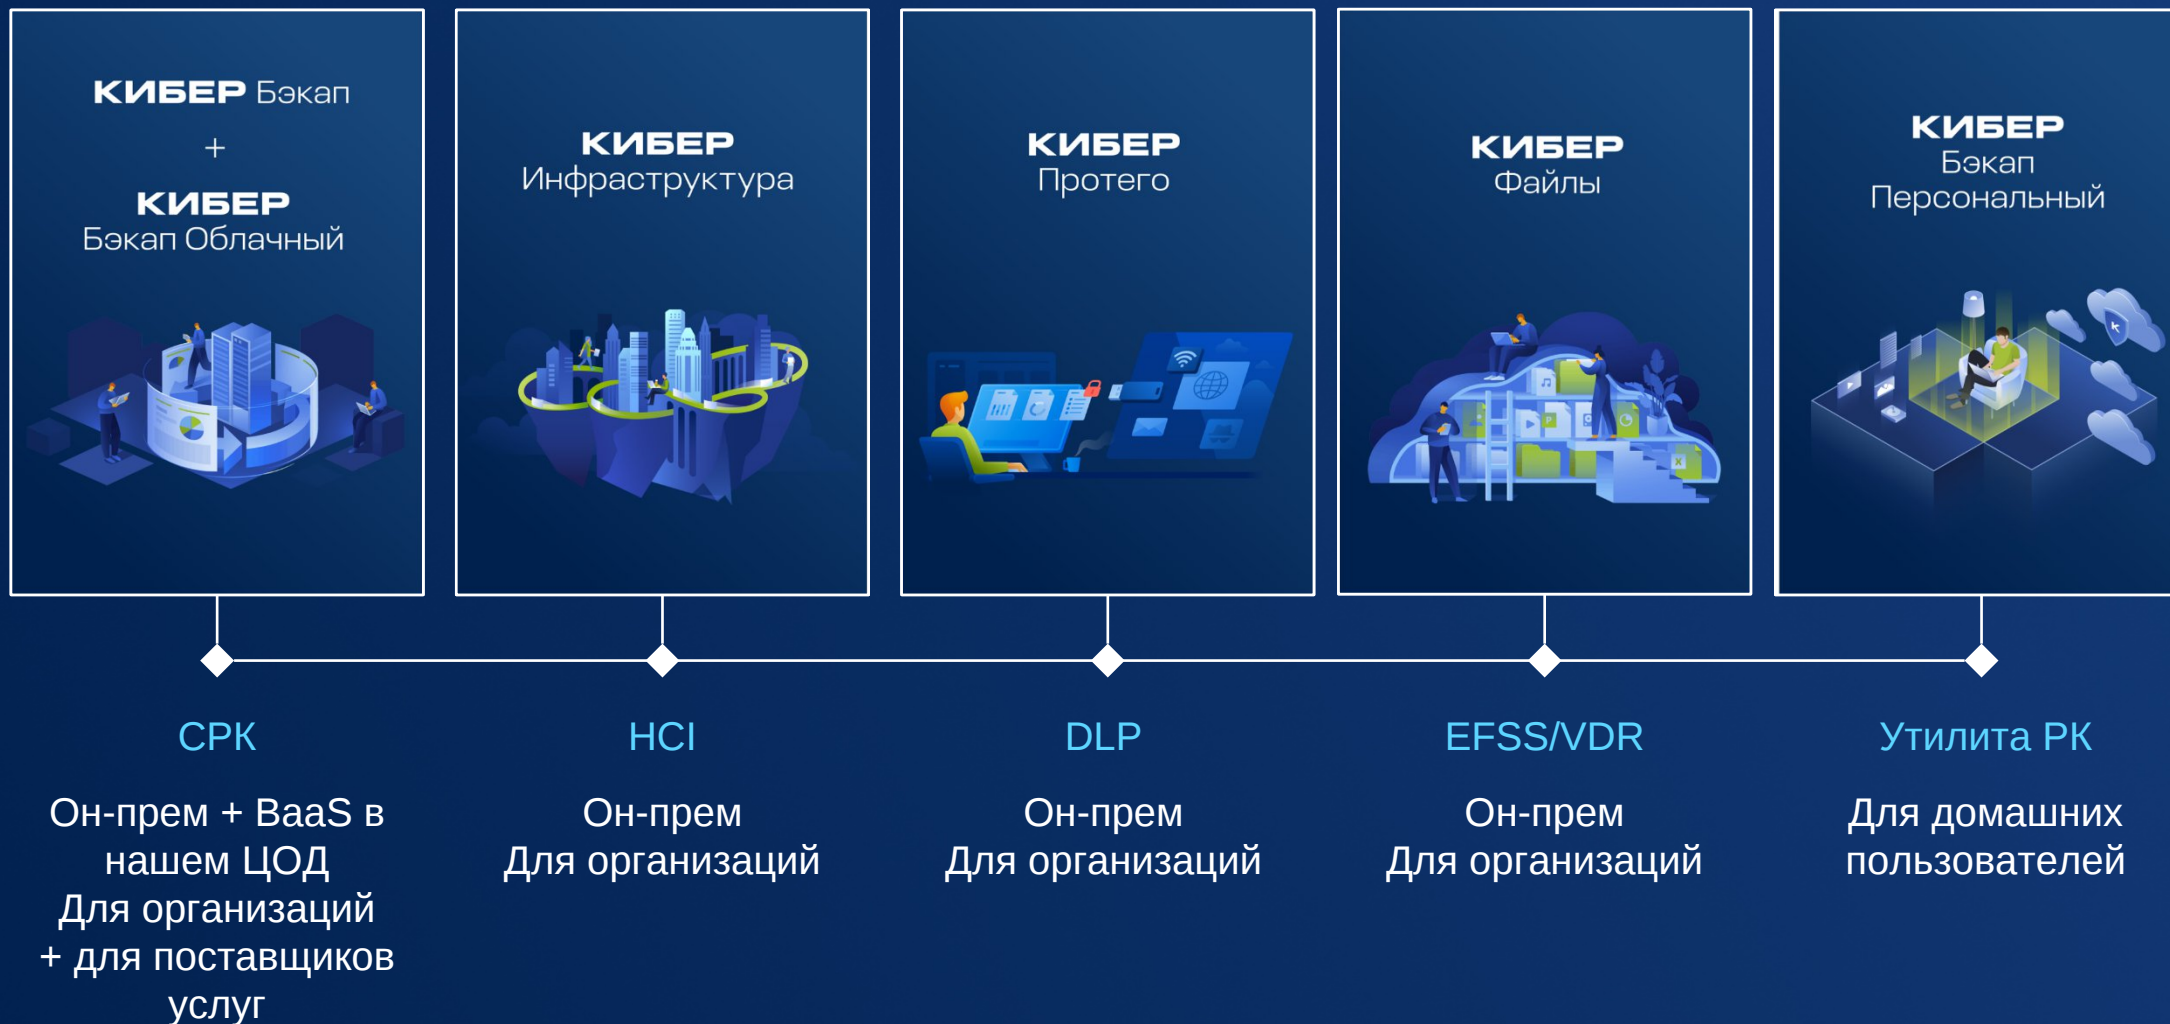 КИБЕР Бэкап
+
КИБЕР
Бэкап Облачный
КИБЕР
Инфраструктура
КИБЕР
Протего
КИБЕР
Файлы
КИБЕР
Бэкап
Персональный
СРК
Он-прем + BaaS в
нашем ЦОД
Для организаций
+ для поставщиков
услуг
HCI
Он-прем
Для организаций
DLP
Он-прем
Для организаций
EFSS/VDR
Он-прем
Для организаций
Утилита РК
Для домашних
пользователей